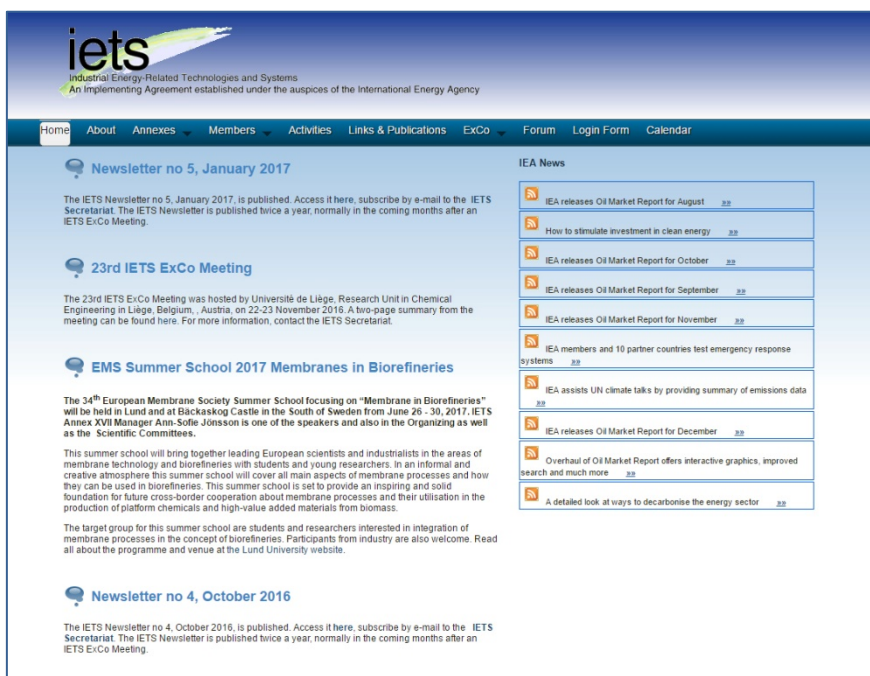 iets
Industrial Energy-Related Technologies and Systems
An Implementing Agreement established under the auspices of the International Energy Agency
Home About Annexes Members Activities Links & Publications ExCo Forum Login Form Calendar
Newsletter no 5, January 2017
The IETS Newsletter no 5, January 2017, is published. Access it here, subscribe by e-mail to the IETS
Secretariat. The IETS Newsletter is published twice a year, normally in the coming months after an
IETS ExCo Meeting.
23rd IETS ExCo Meeting
The 23rd IETS ExCo Meeting was hosted by Université de Liège, Research Unit in Chemical
Engineering in Liège, Belgium, , Austria, on 22-23 November 2016. A two-page summary from the
meeting can be found here. For more information, contact the IETS Secretariat.
EMS Summer School 2017 Membranes in Biorefineries
The 34th European Membrane Society Summer School focusing on “Membrane in Biorefineries”
will be held in Lund and at Bäckaskog Castle in the South of Sweden from June 26 - 30, 2017. IETS
Annex XVII Manager Ann-Sofie Jönsson is one of the speakers and also in the Organizing as well
as the Scientific Committees.
This summer school will bring together leading European scientists and industrialists in the areas of
membrane technology and biorefineries with students and young researchers. In an informal and
creative atmosphere this summer school will cover all main aspects of membrane processes and how
they can be used in biorefineries. This summer school is set to provide an inspiring and solid
foundation for future cross-border cooperation about membrane processes and their utilisation in the
production of platform chemicals and high-value added materials from biomass.
The target group for this summer school are students and researchers interested in integration of
membrane processes in the concept of biorefineries. Participants from industry are also welcome. Read
all about the programme and venue at the Lund University website.
Newsletter no 4, October 2016
The IETS Newsletter no 4, October 2016, is published. Access it here, subscribe by e-mail to the IETS
Secretariat. The IETS Newsletter is published twice a year, normally in the coming months after an
IETS ExCo Meeting.
IEA News
IEA releases Oil Market Report for August »»
How to stimulate investment in clean energy »»
IEA releases Oil Market Report for October »»
IEA releases Oil Market Report for September »»
IEA releases Oil Market Report for November »»
IEA members and 10 partner countries test emergency response
systems »»
IEA assists UN climate talks by providing summary of emissions data
»»
IEA releases Oil Market Report for December »»
Overhaul of Oil Market Report offers interactive graphics, improved
search and much more »»
A detailed look at ways to decarbonise the energy sector »»